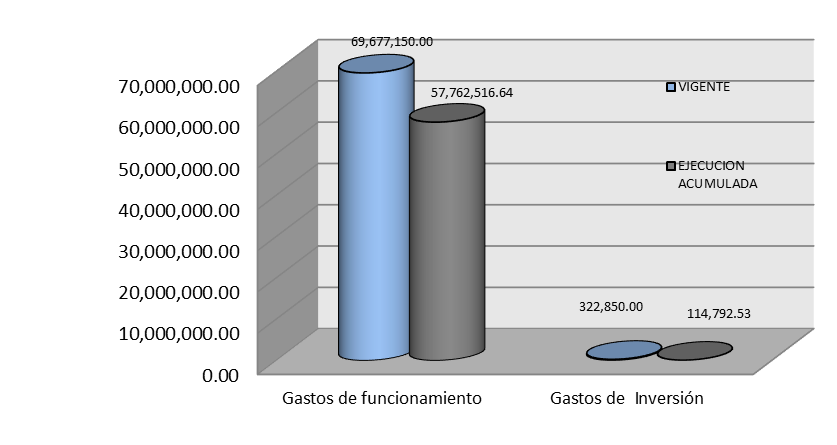 69,677,150.00
57,762,516.64
322,850.00
114,792.53
70,000,000.00
60,000,000.00
50,000,000.00
40,000,000.00
30,000,000.00
20,000,000.00
10,000,000.00
0.00
Gastos de funcionamiento
Gastos de Inversión
VIGENTE
EJECUCION
ACUMULADA